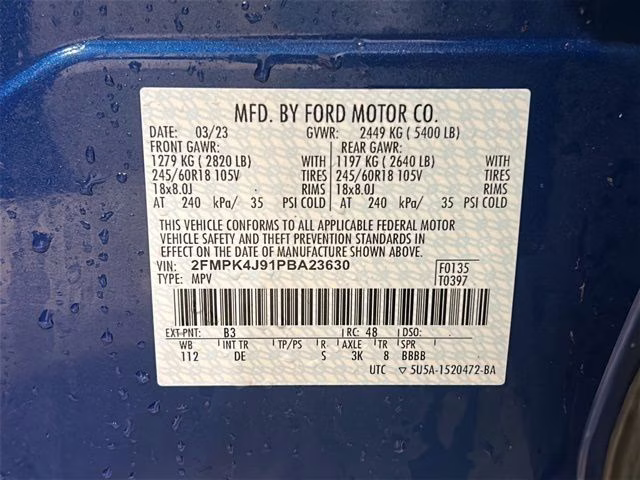 MFD. BY FORD MOTOR CO.
DATE: 03/23 GVWR: 2449 KG ( 5400 LB)
FRONT GAWR: REAR GAWR:
1279 KG ( 2820 LB) WITH 1197 KG ( 2640 LB) WITH
245/60R18 105V TIRES 245/60R18 105V TIRES
18x8.0J RIMS 18x8.0J RIMS
AT 240 kPa/ 35 PSI COLD AT 240 kPa/ 35 PSI COLD
THIS VEHICLE CONFORMS TO ALL APPLICABLE FEDERAL MOTOR
VEHICLE SAFETY AND THEFT PREVENTION STANDARDS
IN EFFECT ON THE DATE OF MANUFACTURE SHOWN ABOVE.
VIN: 2FMPK4J91PBA23630 F0135
TYPE: MPV T0397
EXT PNT: B3 RC: 48 DSO:
WB INT TR TP/PS R AXLE TR SPR
112 DE S 3K 8 BBBB
UTC ▽ 5U5A-1520472-BA